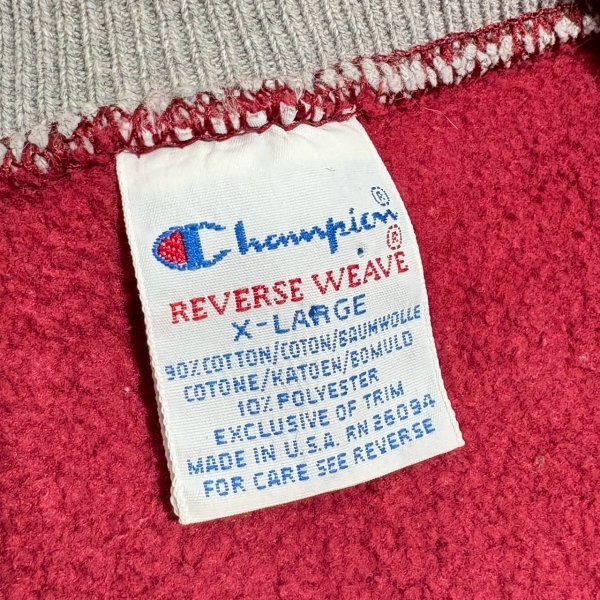 Champion®
REVERSE WEAVE®
X-LARGE
90% COTTON/COTON/BAUMWOLLE
COTONE/KATOEN/BOMULD
10% POLYESTER
EXCLUSIVE OF TRIM
MADE IN U.S.A. RN 26094
FOR CARE SEE REVERSE